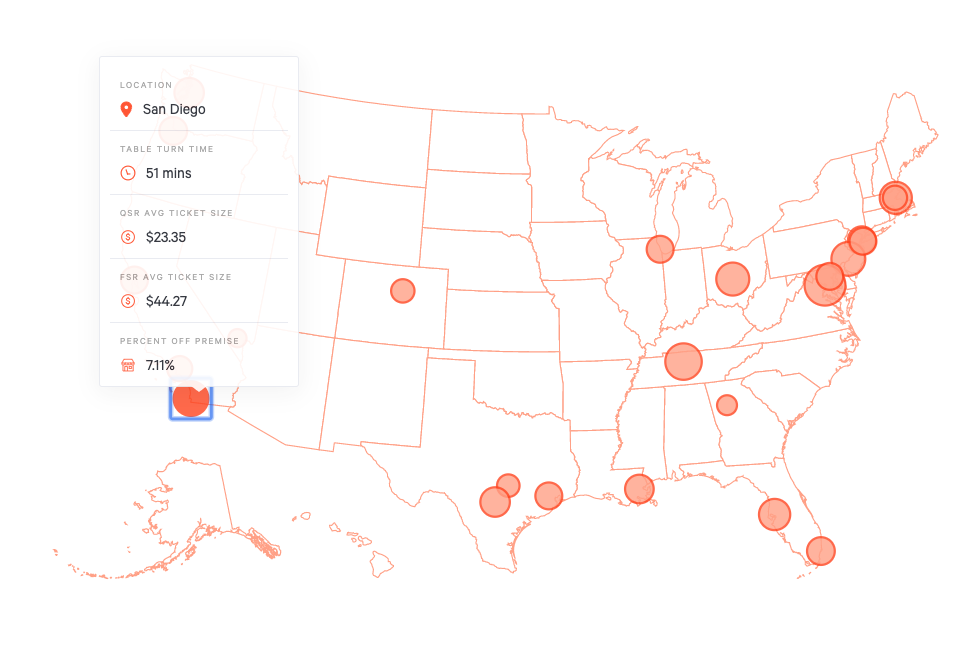 LOCATION
San Diego
TABLE TURN TIME
51 mins
QSR AVG TICKET SIZE
$23.35
FSR AVG TICKET SIZE
$44.27
PERCENT OFF PREMISE
7.11%